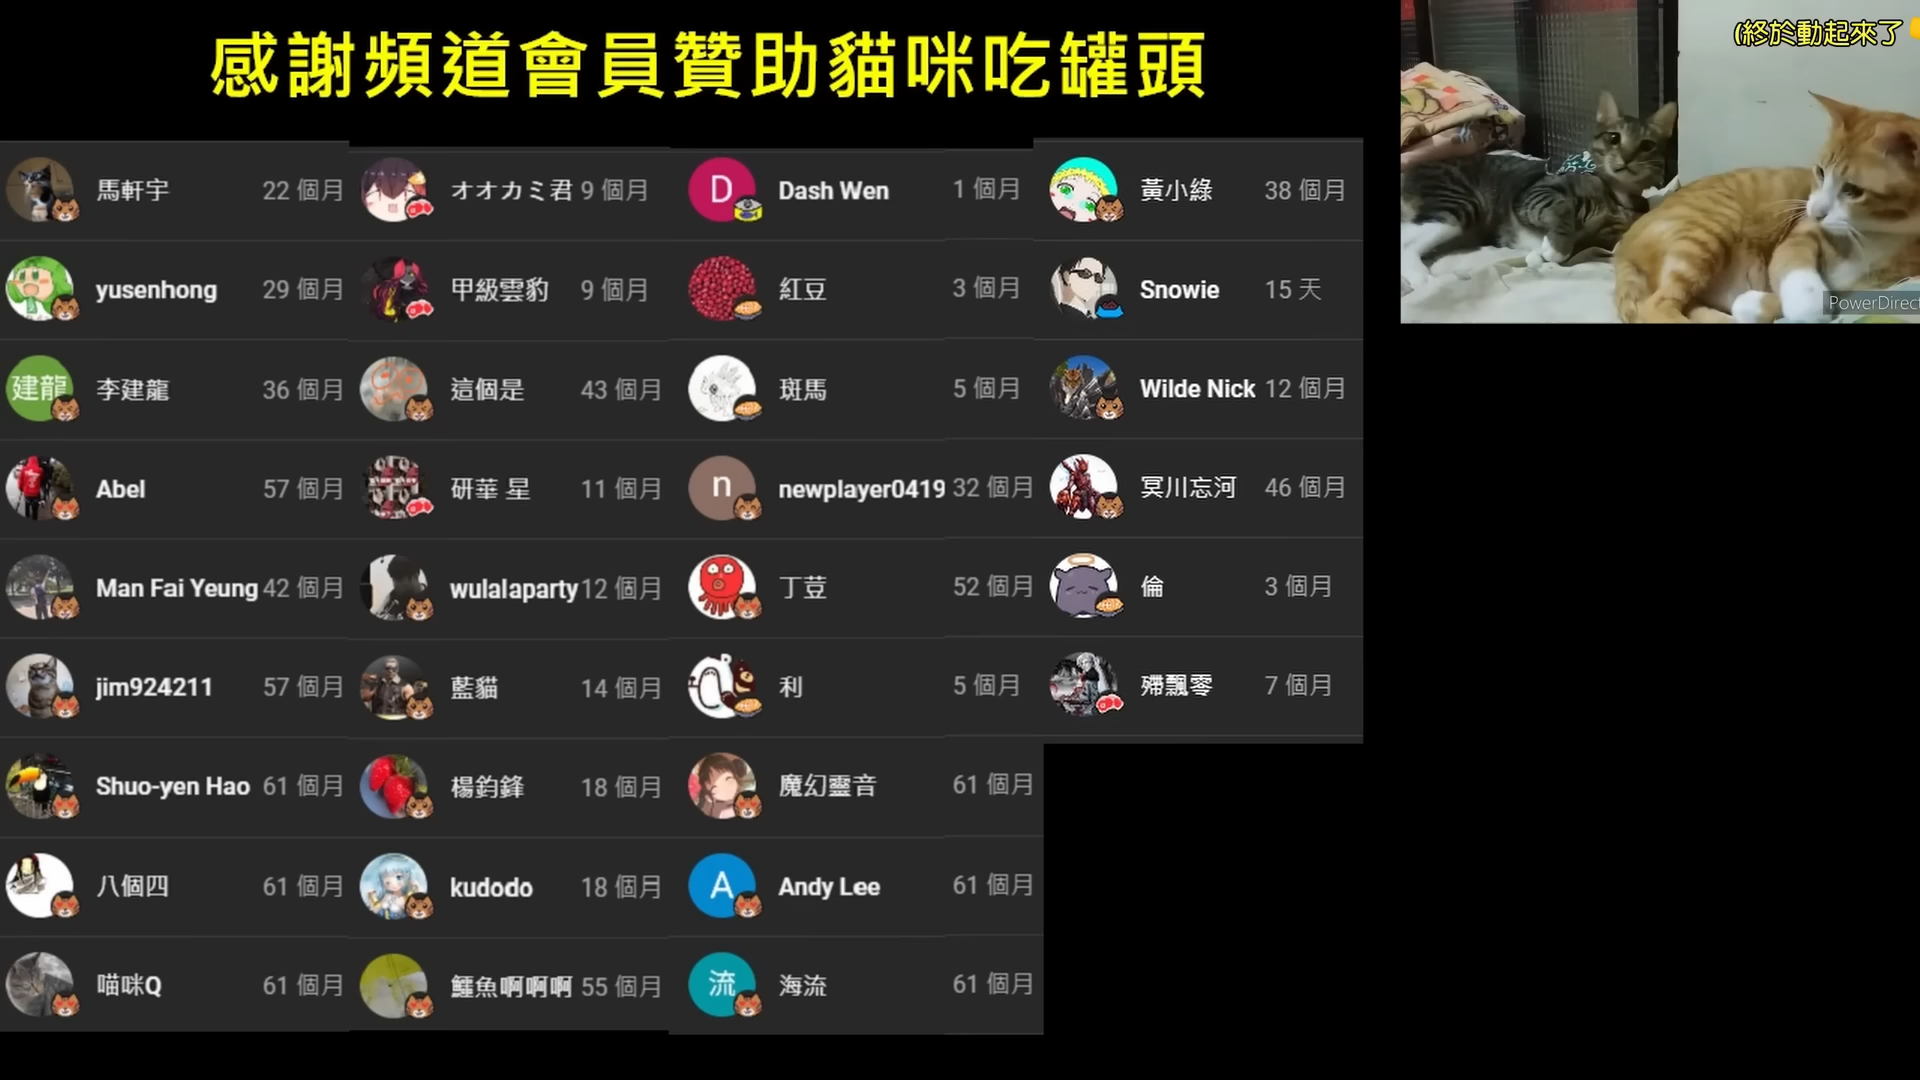 感謝頻道會員贊助貓咪吃罐頭
(終於動起來了
PowerDirect
馬軒宇 22 個月
yusenhong 29 個月
建龍 李建龍 36 個月
Abel 57 個月
Man Fai Yeung 42 個月
jim924211 57 個月
Shuo-yen Hao 61 個月
八個四 61 個月
喵咪Q 61 個月
オオカミ君 9 個月
甲級雲豹 9 個月
這個是 43 個月
研華 星 11 個月
wulalaparty 12 個月
藍貓 14 個月
楊鈞鋒 18 個月
kudodo 18 個月
鱷魚啊啊啊 55 個月
D Dash Wen 1 個月
紅豆 3 個月
斑馬 5 個月
n newplayer0419 32 個月
丁荳 52 個月
利 5 個月
魔幻靈音 61 個月
A Andy Lee 61 個月
流 海流 61 個月
黃小綠 38 個月
Snowie 15 天
Wilde Nick 12 個月
冥川忘河 46 個月
倫 3 個月
殢飄零 7 個月